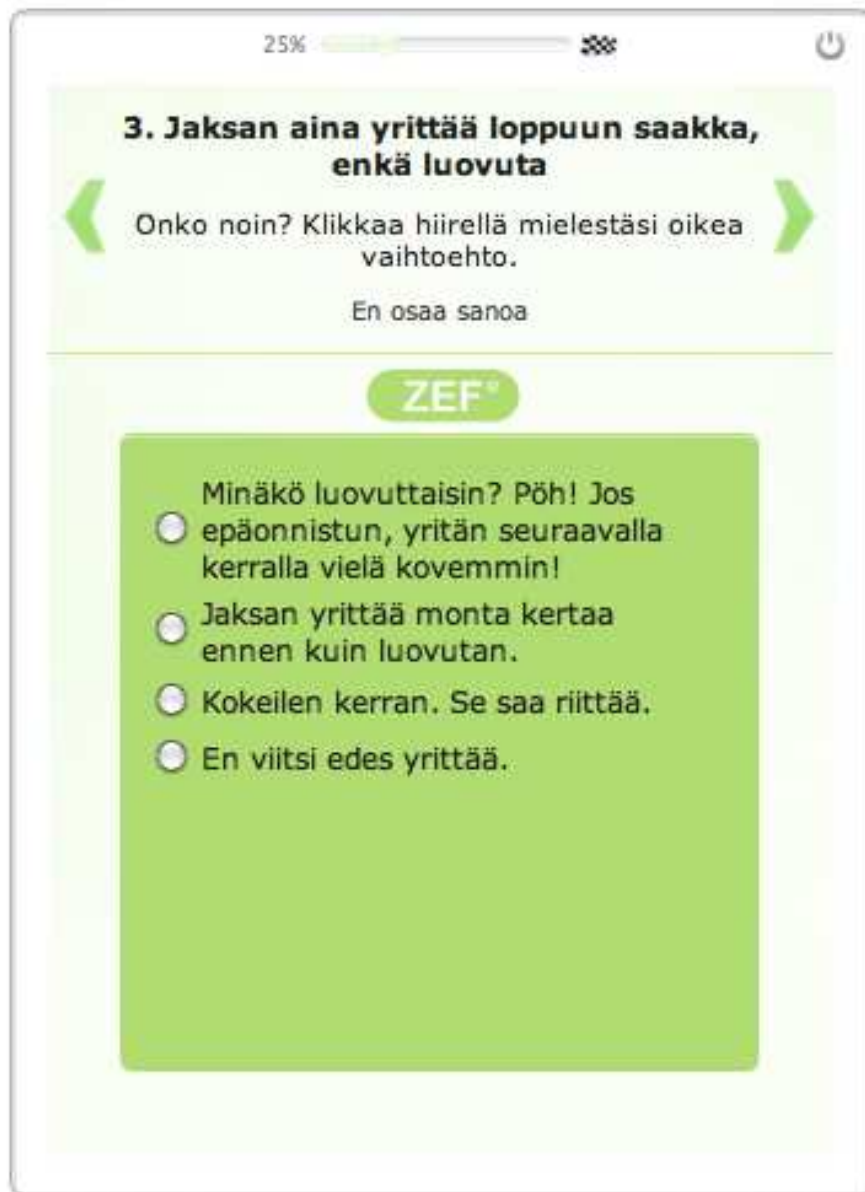 25%
3. Jaksan aina yrittää loppuun saakka,
enkä luovuta
Onko noin? Klikkaa hiirellä mielestäsi oikea
vaihtoehto.
En osaa sanoa
ZEF®
Minäkö luovuttaisin? Pöh! Jos
epäonnistun, yritän seuraavalla
kerralla vielä kovemmin!
Jaksan yrittää monta kertaa
ennen kuin luovutan.
Kokeilen kerran. Se saa riittää.
En viitsi edes yrittää.